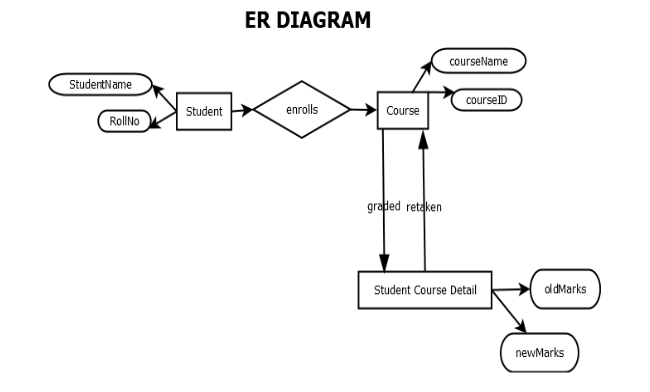 ER DIAGRAM
courseName
StudentName
courseID
RollNo
Student
enrolls
Course
graded
retaken
Student Course Detail
oldMarks
newMarks